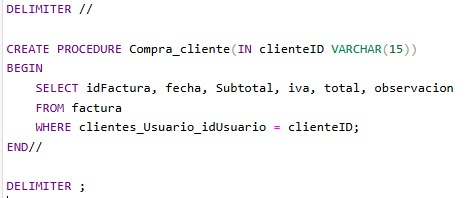 DELIMITER //
CREATE PROCEDURE Compra_cliente(IN clienteID VARCHAR(15))
BEGIN
SELECT idFactura, fecha, Subtotal, iva, total, observacion
FROM factura
WHERE clientes_Usuario_idUsuario = clienteID;
END//
DELIMITER ;